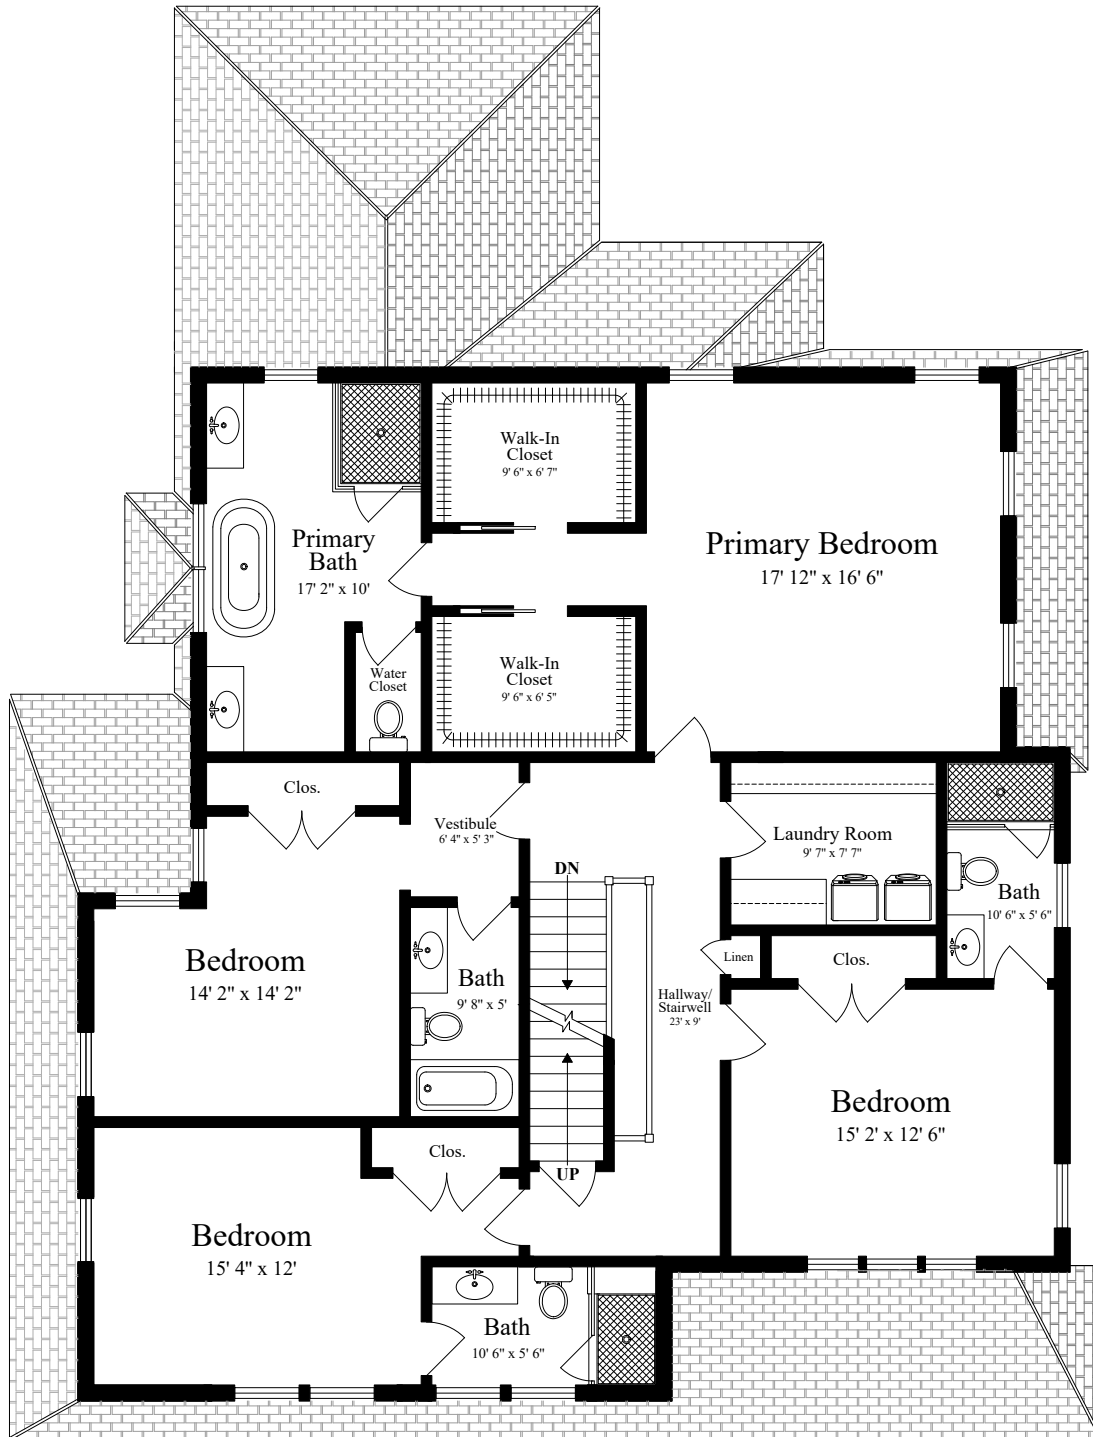 Walk-In
Closet
9' 6" x 6' 7"
Primary
Bath
17' 2" x 10'
Primary Bedroom
17' 12" x 16' 6"
Walk-In
Closet
9' 6" x 6' 5"
Water
Closet
Clos.
Vestibule
6' 4" x 5' 3"
Laundry Room
9' 7" x 7' 7"
DN
Bath
10' 6" x 5' 6"
Bedroom
14' 2" x 14' 2"
Bath
9' 8" x 5'
Linen
Clos.
Hallway/
Stairwell
23' x 9'
Bedroom
15' 2' x 12' 6"
Clos.
UP
Bedroom
15' 4" x 12'
Bath
10' 6" x 5' 6"